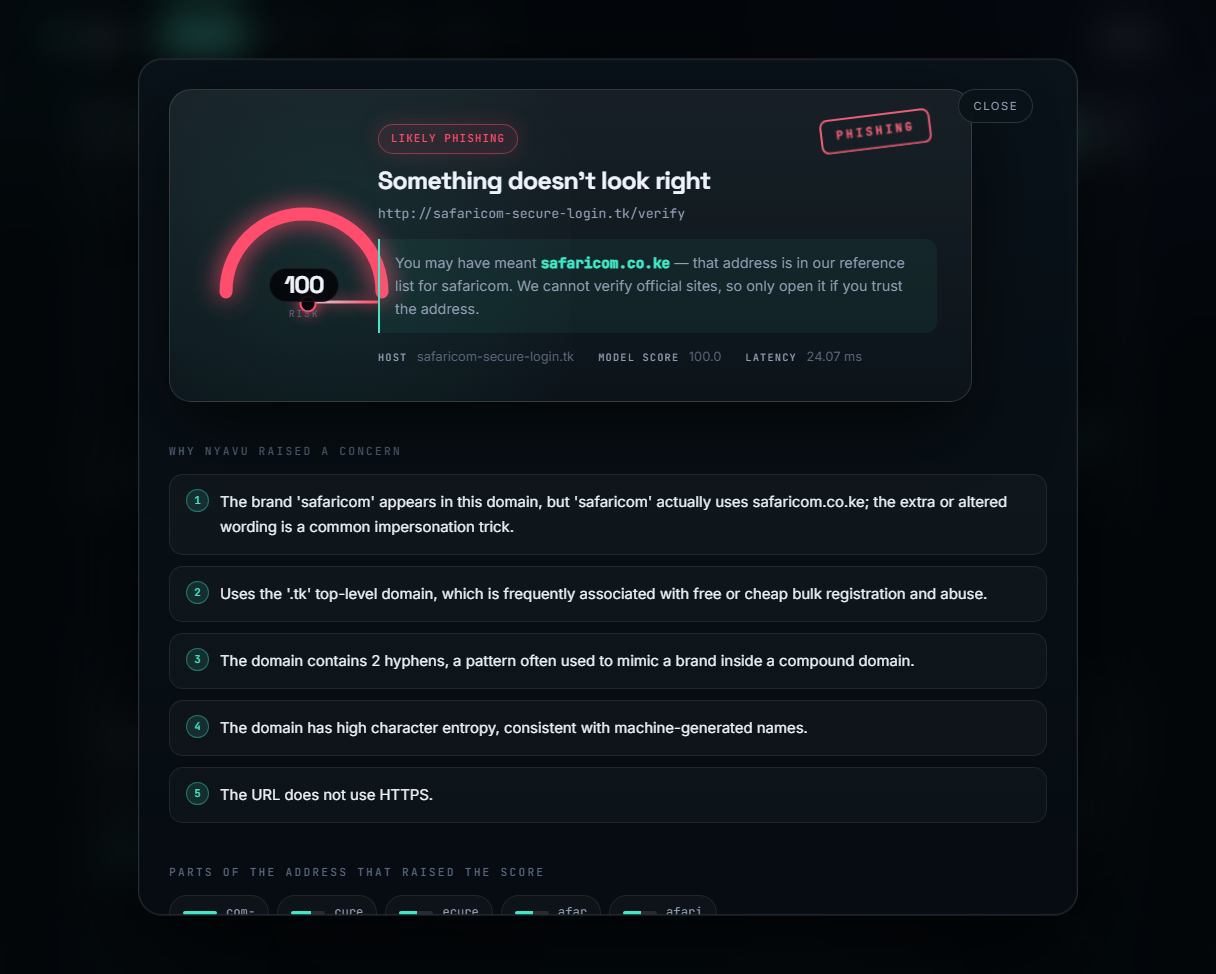 CLOSE
LIKELY PHISHING
PHISHING
Something doesn't look right
http://safaricom-secure-login.tk/verify
100
RISK
You may have meant safaricom.co.ke — that address is in our reference
list for safaricom. We cannot verify official sites, so only open it if you trust
the address.
HOST safaricom-secure-login.tk MODEL SCORE 100.0 LATENCY 24.07 ms
WHY NYAVU RAISED A CONCERN
1 The brand 'safaricom' appears in this domain, but 'safaricom' actually uses safaricom.co.ke; the extra or altered
wording is a common impersonation trick.
2 Uses the '.tk' top-level domain, which is frequently associated with free or cheap bulk registration and abuse.
3 The domain contains 2 hyphens, a pattern often used to mimic a brand inside a compound domain.
4 The domain has high character entropy, consistent with machine-generated names.
5 The URL does not use HTTPS.
PARTS OF THE ADDRESS THAT RAISED THE SCORE
com- cure ecure afar afari